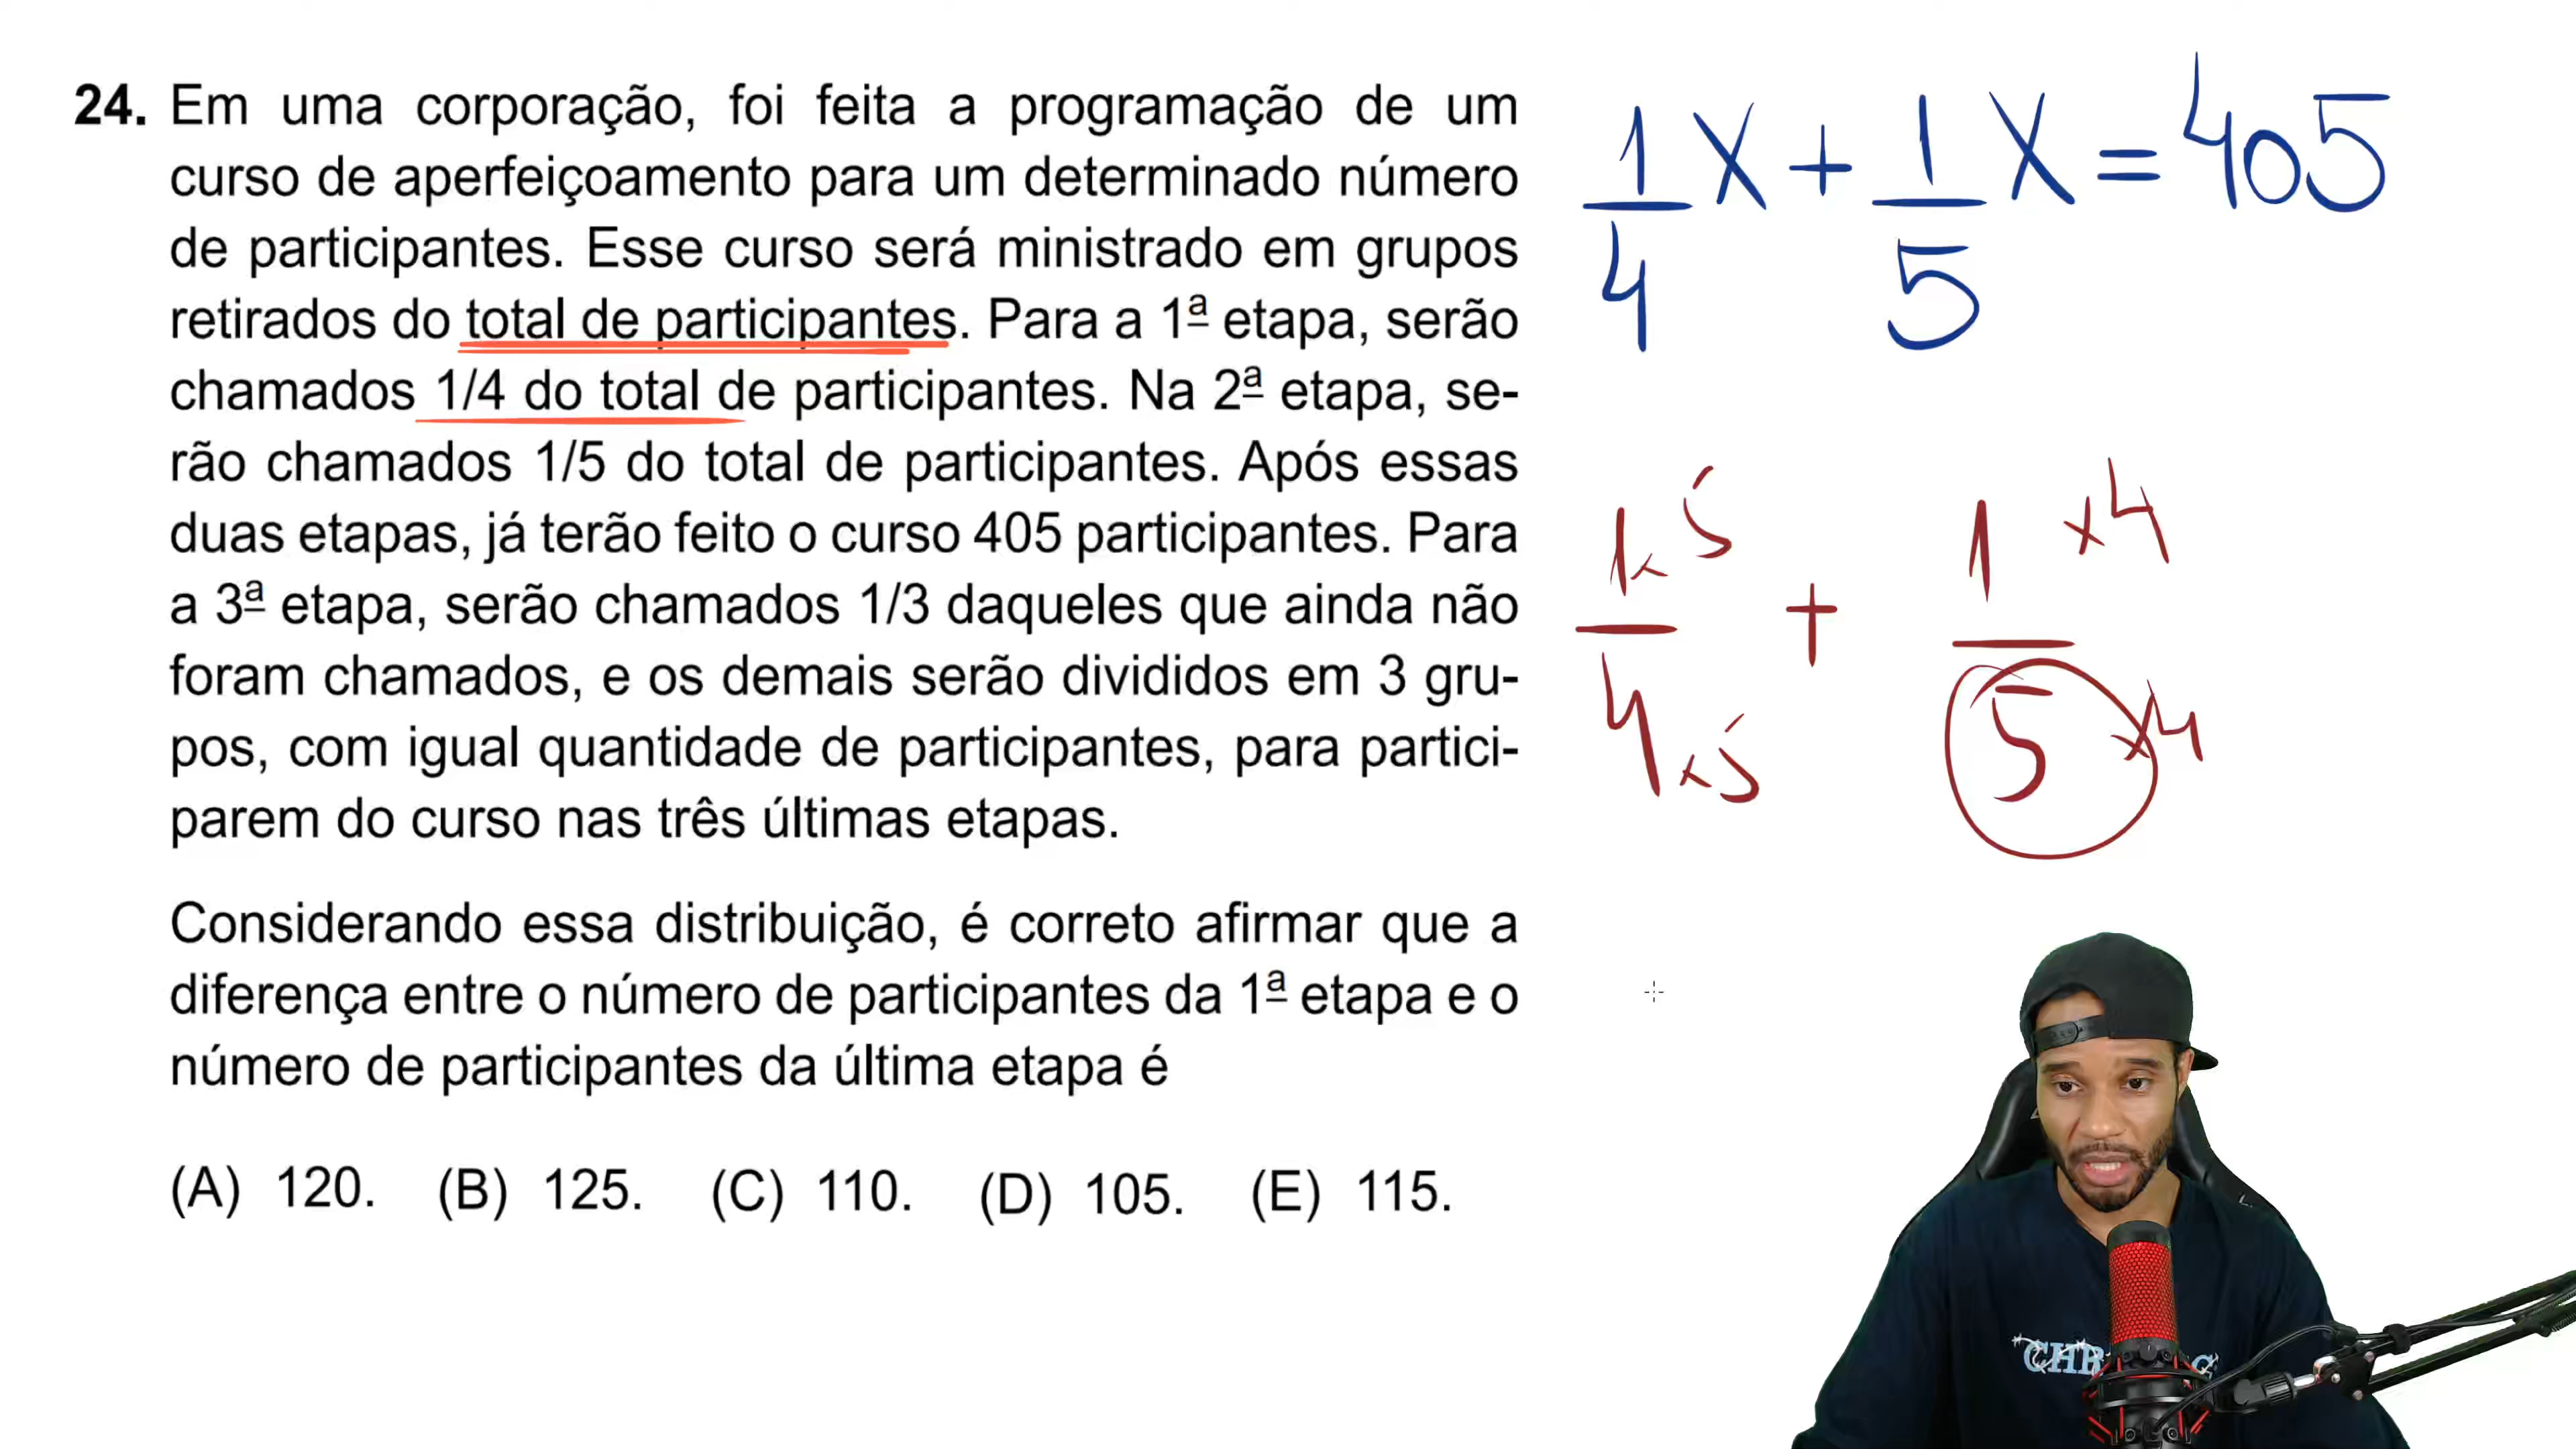 24. Em uma corporação, foi feita a programação de um
curso de aperfeiçoamento para um determinado número
de participantes. Esse curso será ministrado em grupos
retirados do total de participantes. Para a 1ª etapa, serão
chamados 1/4 do total de participantes. Na 2ª etapa, se-
rão chamados 1/5 do total de participantes. Após essas
duas etapas, já terão feito o curso 405 participantes. Para
a 3ª etapa, serão chamados 1/3 daqueles que ainda não
foram chamados, e os demais serão divididos em 3 gru-
pos, com igual quantidade de participantes, para partici-
parem do curso nas três últimas etapas.
Considerando essa distribuição, é correto afirmar que a
diferença entre o número de participantes da 1ª etapa e o
número de participantes da última etapa é
(A) 120. (B) 125. (C) 110. (D) 105. (E) 115.
1/4 X + 1/5 X = 405
1x5 + 1 x4
4x5 5 x4